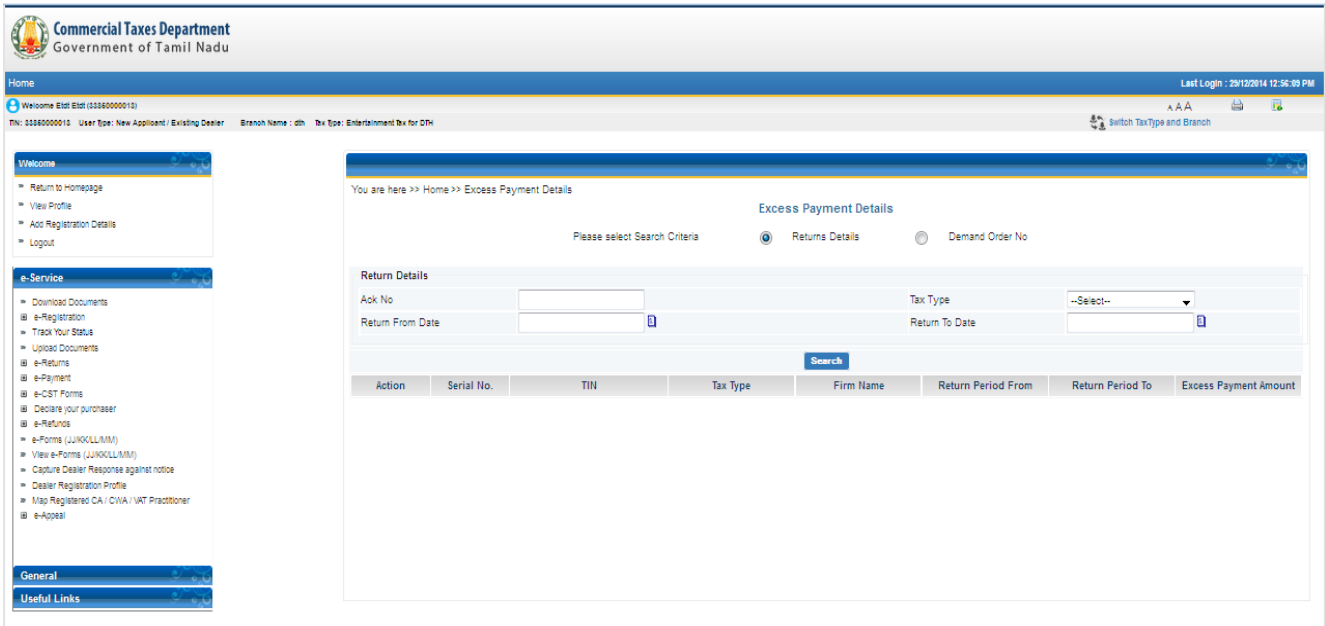 Commercial Taxes Department
Government of Tamil Nadu
Home
Last Login : 29/12/2014 12:56:09 PM
Welcome Etdt Etdt (33360000013)
A A A
TIN: 33360000013 User Type: New Applicant / Existing Dealer Branch Name : dth Tax Type: Entertainment Tax for DTH
Switch TaxType and Branch
Welcome
Return to Homepage
View Profile
Add Registration Details
Logout
e-Service
Download Documents
e-Registration
Track Your Status
Upload Documents
e-Returns
e-Payment
e-CST Forms
Declare your purchaser
e-Refunds
e-Forms (JJ/KK/LL/MM)
View e-Forms (JJ/KK/LL/MM)
Capture Dealer Response against notice
Dealer Registration Profile
Map Registered CA / CWA / VAT Practitioner
e-Appeal
General
Useful Links
You are here >> Home >> Excess Payment Details
Excess Payment Details
Please select Search Criteria Returns Details Demand Order No
Return Details
Ack No Tax Type --Select--
Return From Date Return To Date
Search
Action Serial No. TIN Tax Type Firm Name Return Period From Return Period To Excess Payment Amount